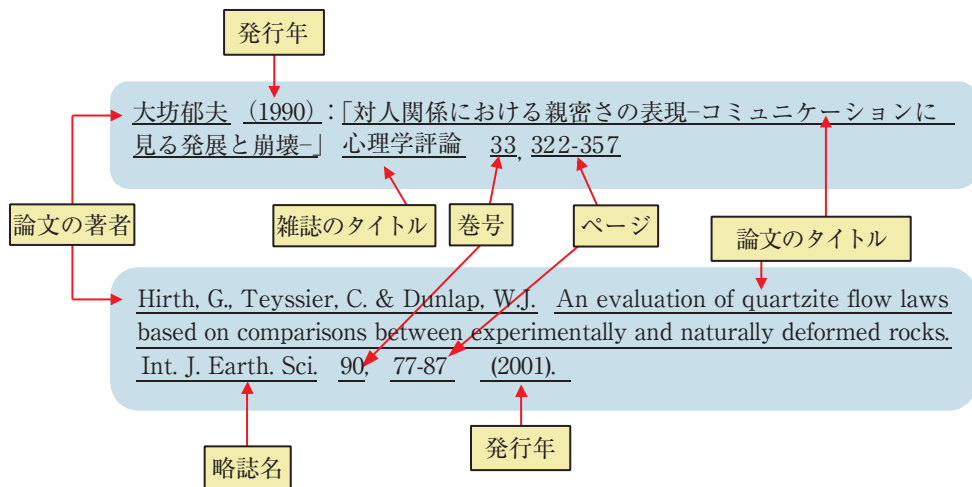 発行年
大坊郁夫 (1990)：「対人関係における親密さの表現−コミュニケーションに
見る発展と崩壊−」 心理学評論 33, 322-357
論文の著者
雑誌のタイトル
巻号
ページ
論文のタイトル
Hirth, G., Teyssier, C. & Dunlap, W.J. An evaluation of quartzite flow laws
based on comparisons between experimentally and naturally deformed rocks.
Int. J. Earth. Sci. 90, 77-87 (2001).
略誌名
発行年